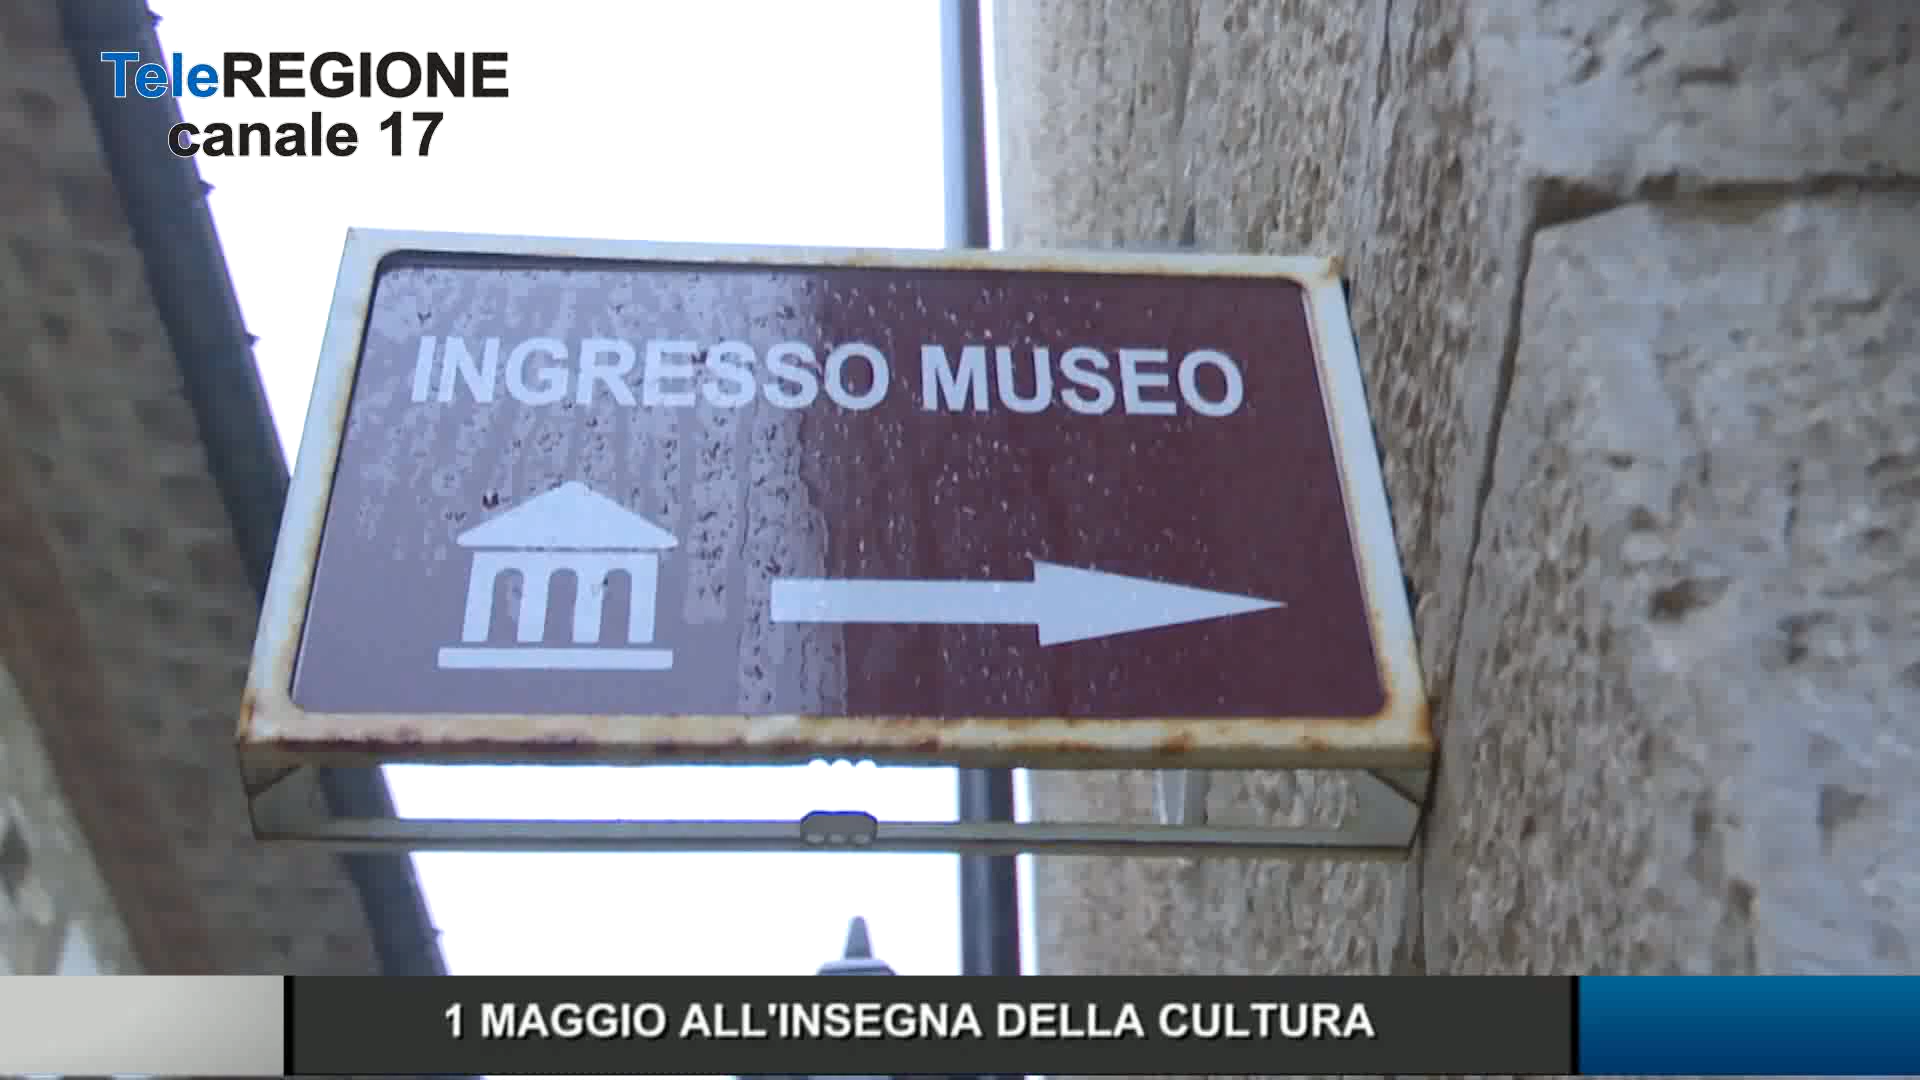 TeleREGIONE
canale 17
INGRESSO MUSEO
1 MAGGIO ALL'INSEGNA DELLA CULTURA